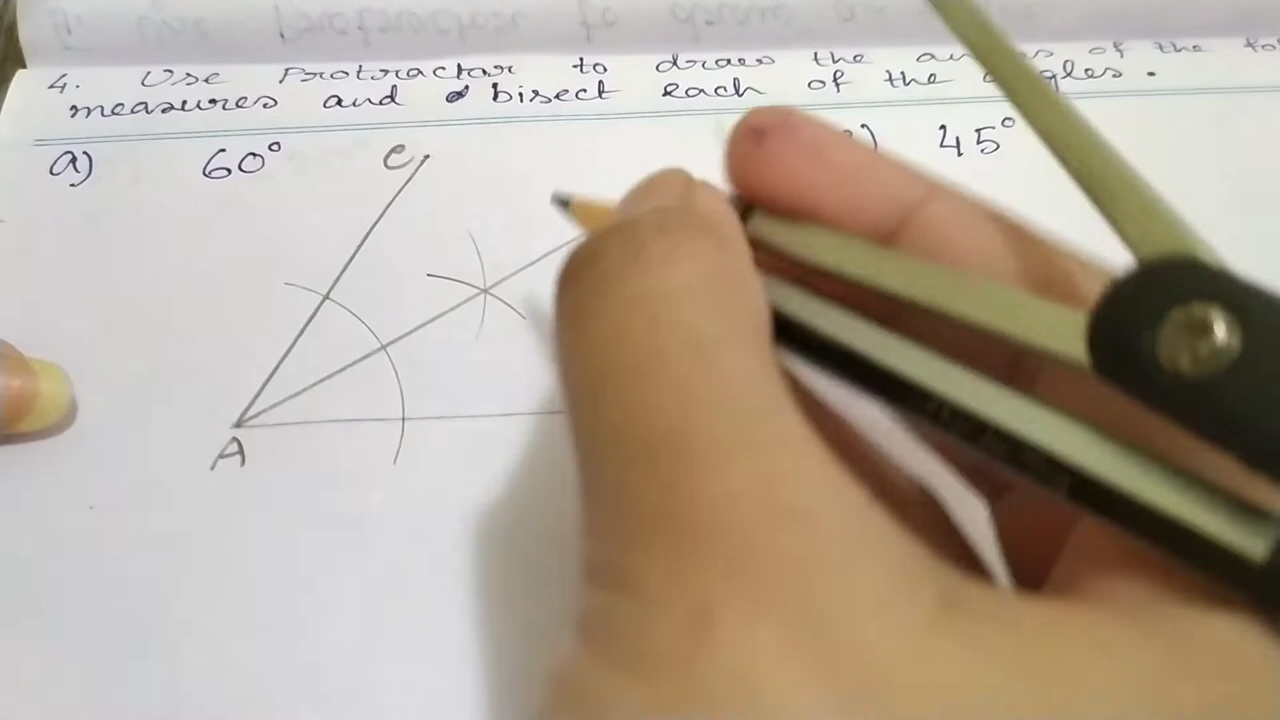 4. Use Protractor to draw the of the
measures and bisect each of the
a) 60° 45°
C
A